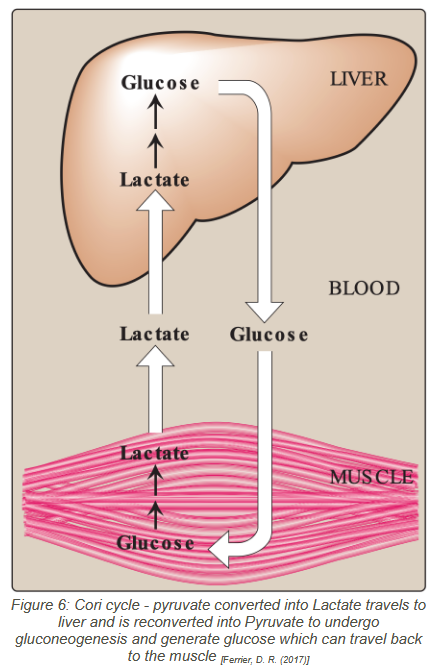 Glucose
LIVER
Lactate
BLOOD
Lactate
Glucose
Lactate
MUSCLE
Glucose
Figure 6: Cori cycle - pyruvate converted into Lactate travels to
liver and is reconverted into Pyruvate to undergo
gluconeogenesis and generate glucose which can travel back
to the muscle [Ferrier, D. R. (2017)]